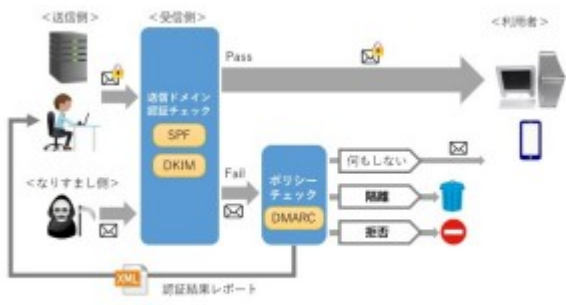 <送信側>
<受信側>
<利用者>
Pass
送信ドメイン
認証チェック
SPF
DKIM
Fail
ポリシー
チェック
DMARC
何もしない
隔離
拒否
<なりすまし側>
XML
認証結果レポート